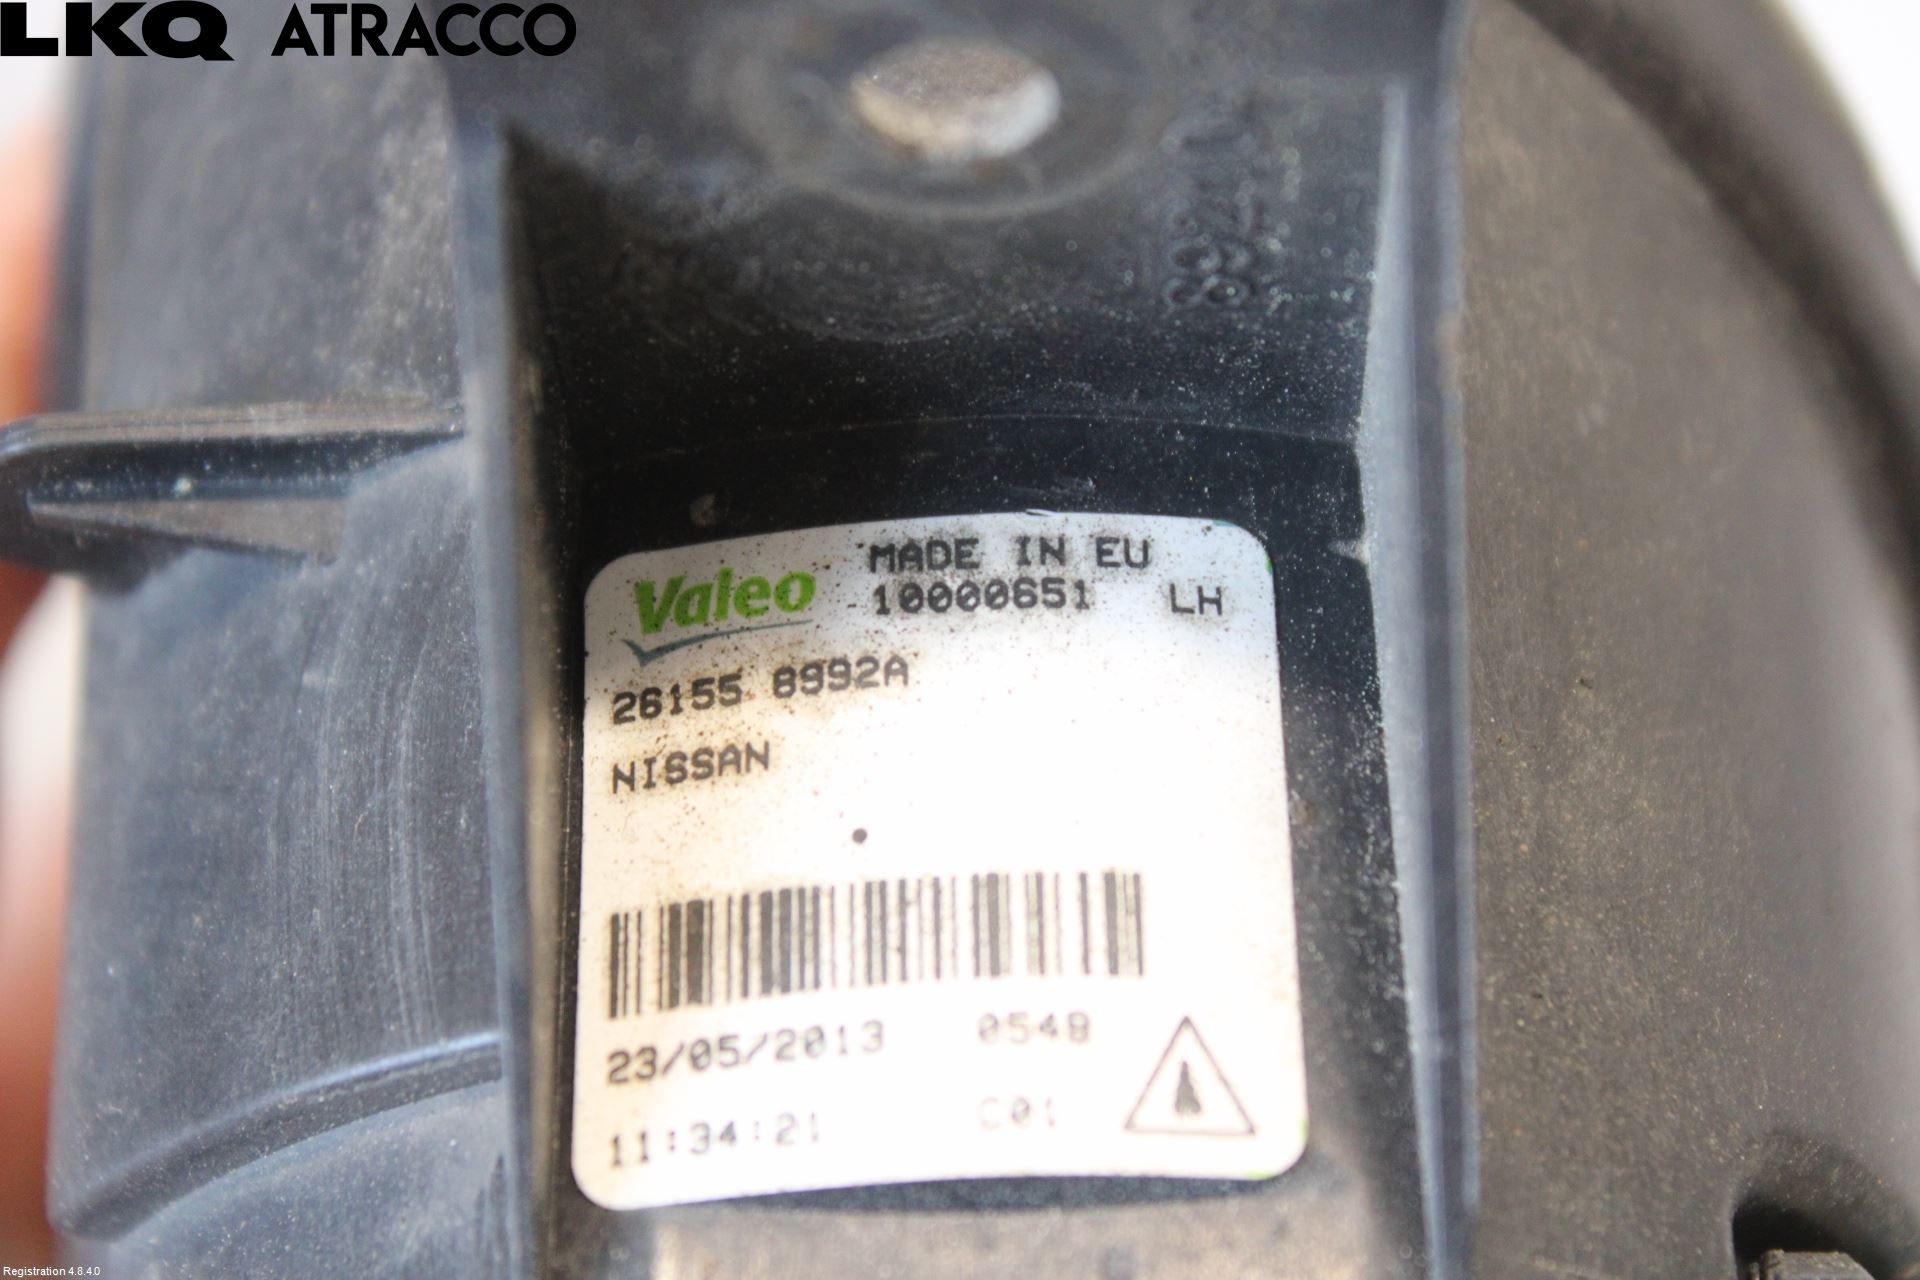 LKQ ATRACCO
Valeo MADE IN EU
10000651 LH
26155 8992A
NISSAN
23/05/2013 0548
11:34:21 C01
Registration 4.8.4.0